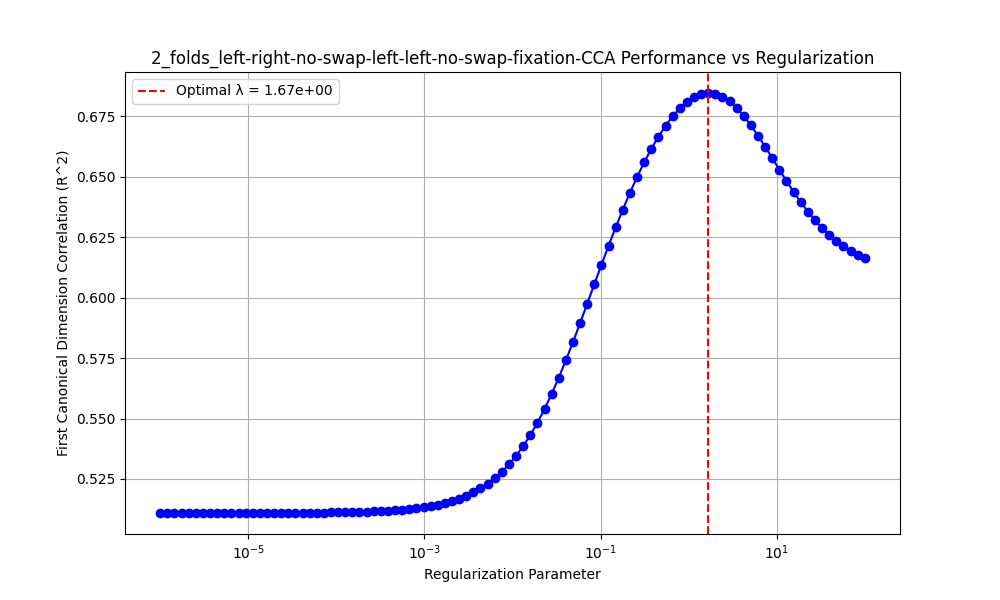 2_folds_left-right-no-swap-left-left-no-swap-fixation-CCA Performance vs Regularization
Optimal λ = 1.67e+00
First Canonical Dimension Correlation (R^2)
0.675
0.650
0.625
0.600
0.575
0.550
0.525
10⁻⁵
10⁻³
10⁻¹
10¹
Regularization Parameter